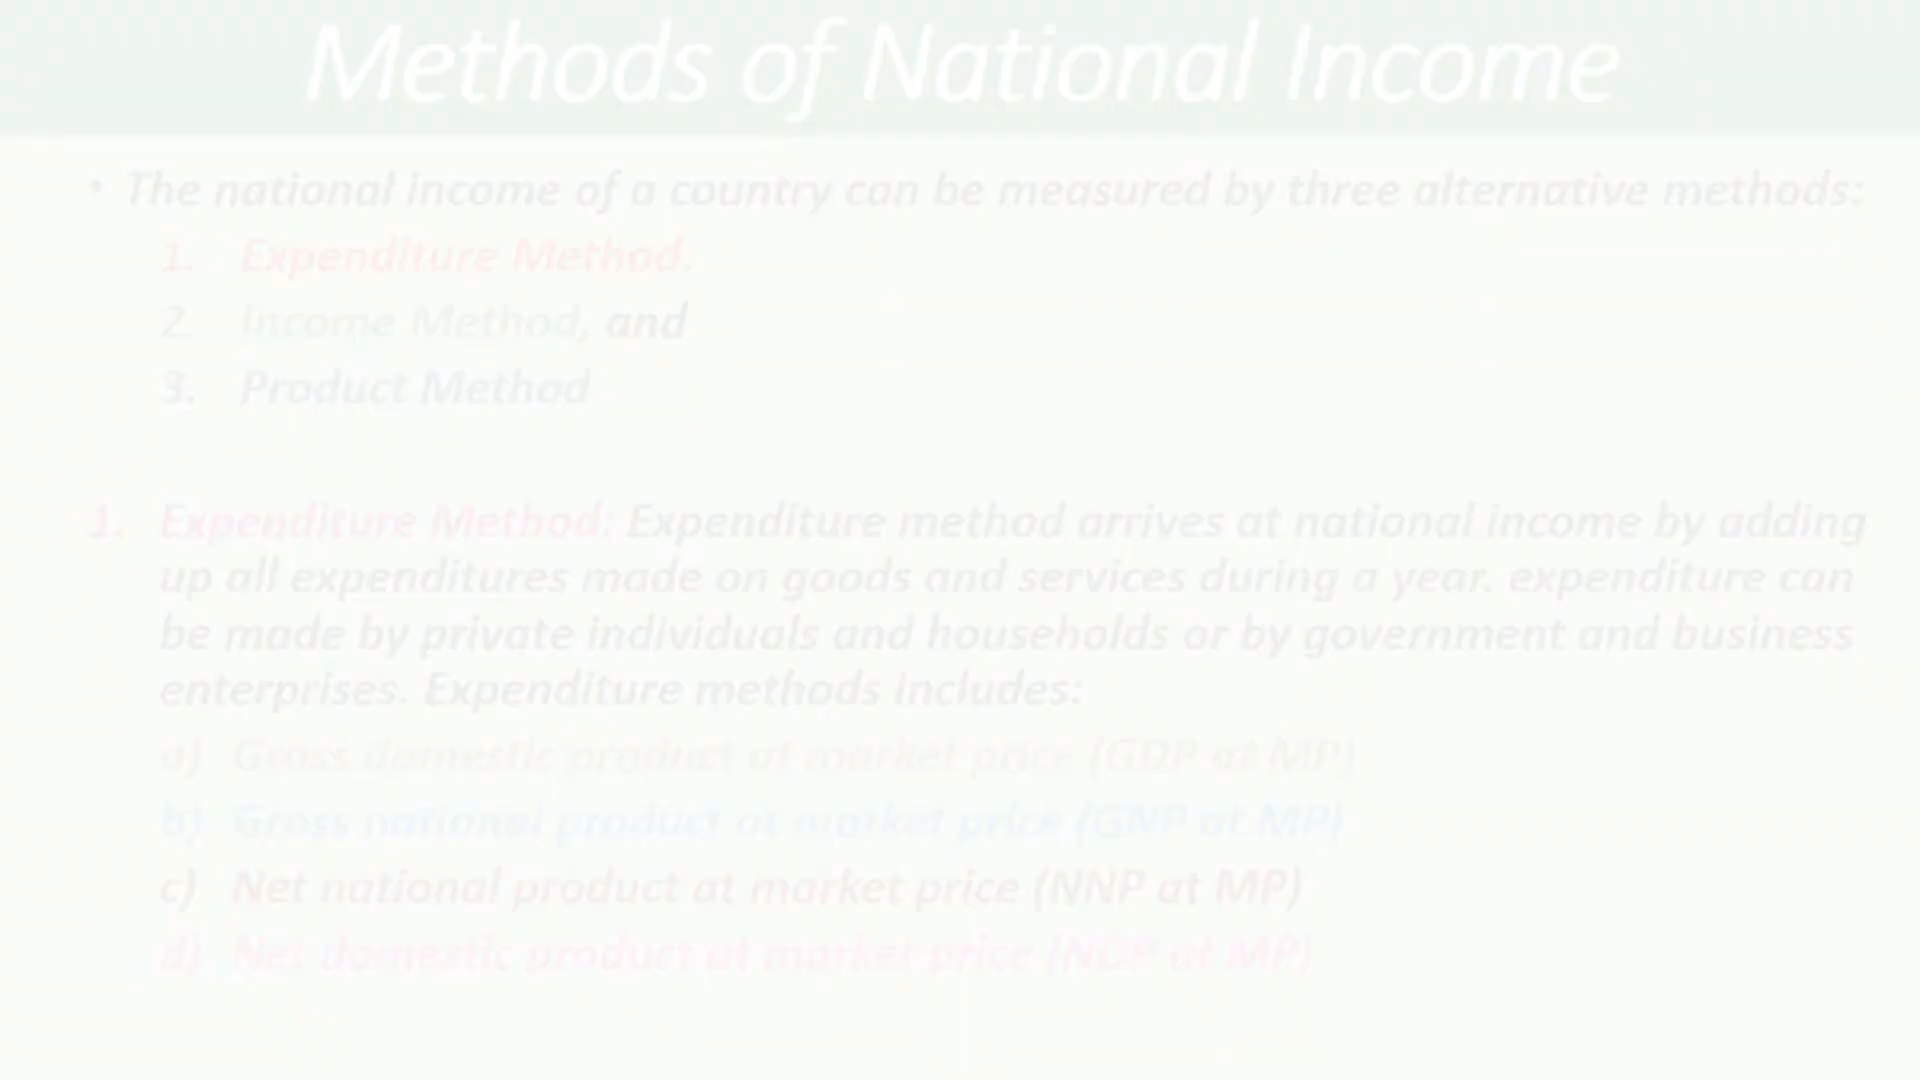 Methods of National Income
• The national income of a country can be measured by three alternative methods:
1. Expenditure Method.
2. Income Method, and
3. Product Method
1. Expenditure Method: Expenditure method arrives at national income by adding
up all expenditures made on goods and services during a year. expenditure can
be made by private individuals and households or by government and business
enterprises. Expenditure methods includes:
a) Gross domestic product at market price (GDP at MP)
b) Gross national product at market price (GNP at MP)
c) Net national product at market price (NNP at MP)
d) Net domestic product at market price (NDP at MP)